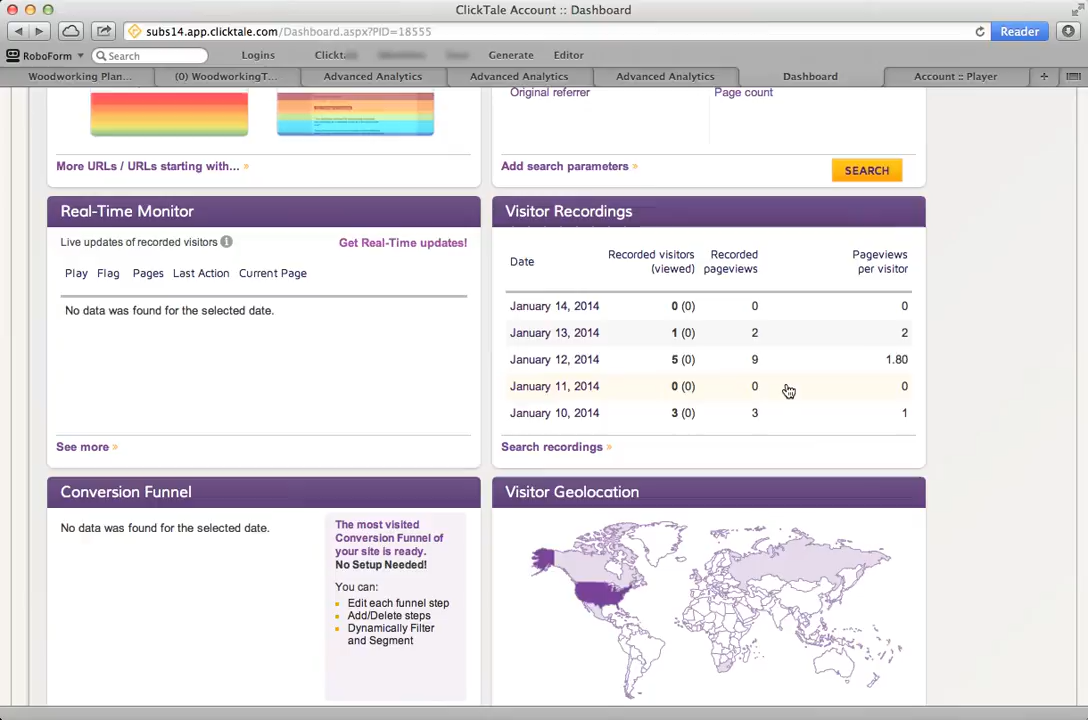 ClickTale Account :: Dashboard
subs14.app.clicktale.com/Dashboard.aspx?PID=18555
Reader
RoboForm
Search
Logins
Generate
Editor
Woodworking Plan...
(0) WoodworkingT...
Advanced Analytics
Advanced Analytics
Advanced Analytics
Dashboard
Account :: Player
Original referrer
Page count
More URLs / URLs starting with... »
Add search parameters »
SEARCH
Real-Time Monitor
Live updates of recorded visitors
Get Real-Time updates!
Play Flag Pages Last Action Current Page
No data was found for the selected date.
See more »
Visitor Recordings
Date
Recorded visitors
(viewed)
Recorded
pageviews
Pageviews
per visitor
January 14, 2014 0 (0) 0 0
January 13, 2014 1 (0) 2 2
January 12, 2014 5 (0) 9 1.80
January 11, 2014 0 (0) 0 0
January 10, 2014 3 (0) 3 1
Search recordings »
Conversion Funnel
No data was found for the selected date.
The most visited
Conversion Funnel of
your site is ready.
No Setup Needed!
You can:
Edit each funnel step
Add/Delete steps
Dynamically Filter
and Segment
Visitor Geolocation